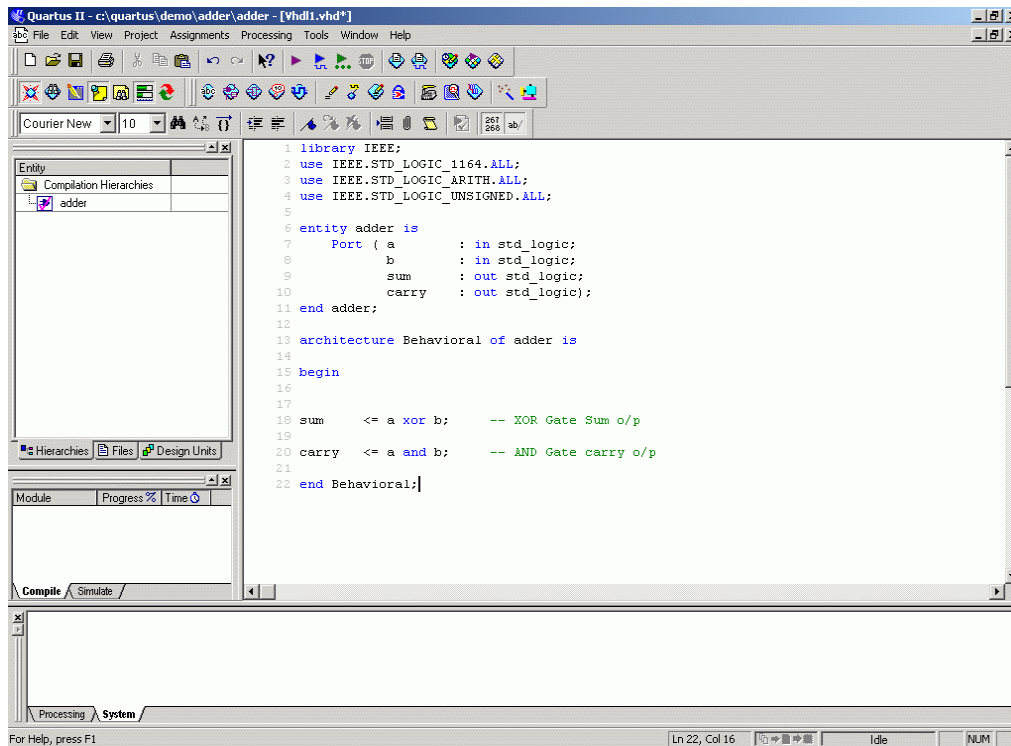 Quartus II - c:\quartus\demo\adder\adder - [Vhdl1.vhd*]
File Edit View Project Assignments Processing Tools Window Help
Courier New 10 267 268 ab/
Entity
Compilation Hierarchies
adder
Hierarchies Files Design Units
Module Progress % Time
Compile Simulate
1 library IEEE;
2 use IEEE.STD_LOGIC_1164.ALL;
3 use IEEE.STD_LOGIC_ARITH.ALL;
4 use IEEE.STD_LOGIC_UNSIGNED.ALL;
5
6 entity adder is
7 Port ( a : in std_logic;
8 b : in std_logic;
9 sum : out std_logic;
10 carry : out std_logic);
11 end adder;
12
13 architecture Behavioral of adder is
14
15 begin
16
17
18 sum <= a xor b; -- XOR Gate Sum o/p
19
20 carry <= a and b; -- AND Gate carry o/p
21
22 end Behavioral;
Processing System
For Help, press F1 Ln 22, Col 16 Idle NUM